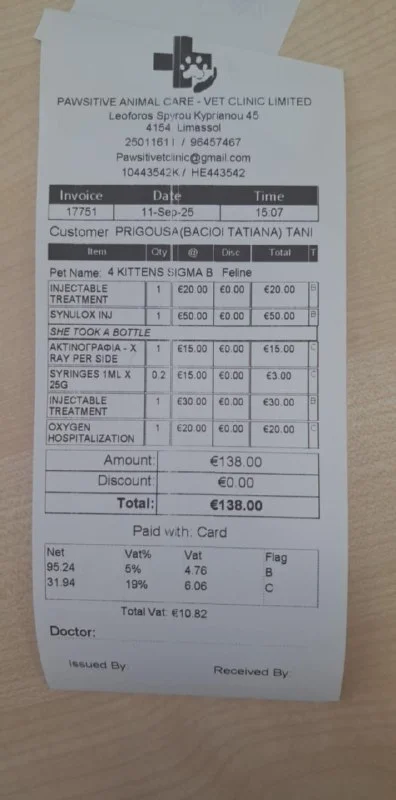 PAWSITIVE ANIMAL CARE - VET CLINIC LIMITED
Leoforos Spyrou Kyprianou 45
4154 Limassol
25011611 / 96457467
Pawsitivetclinic@gmail.com
10443542K / HE443542
Invoice Date Time
17751 11-Sep-25 15:07
Customer PRIGOUSA(BACIOI TATIANA) TANI
Item Qty @ Disc Total T
Pet Name: 4 KITTENS SIGMA B Feline
INJECTABLE 1 €20.00 €0.00 €20.00 B
TREATMENT
SYNULOX INJ 1 €50.00 €0.00 €50.00 B
SHE TOOK A BOTTLE
ΑΚΤΙΝΟΓΡΑΦΙΑ - X 1 €15.00 €0.00 €15.00 C
RAY PER SIDE
SYRINGES 1ML X 0.2 €15.00 €0.00 €3.00 C
25G
INJECTABLE 1 €30.00 €0.00 €30.00 B
TREATMENT
OXYGEN 1 €20.00 €0.00 €20.00 C
HOSPITALIZATION
Amount: €138.00
Discount: €0.00
Total: €138.00
Paid with: Card
Net Vat% Vat Flag
95.24 5% 4.76 B
31.94 19% 6.06 C
Total Vat: €10.82
Doctor:
Issued By: Received By: